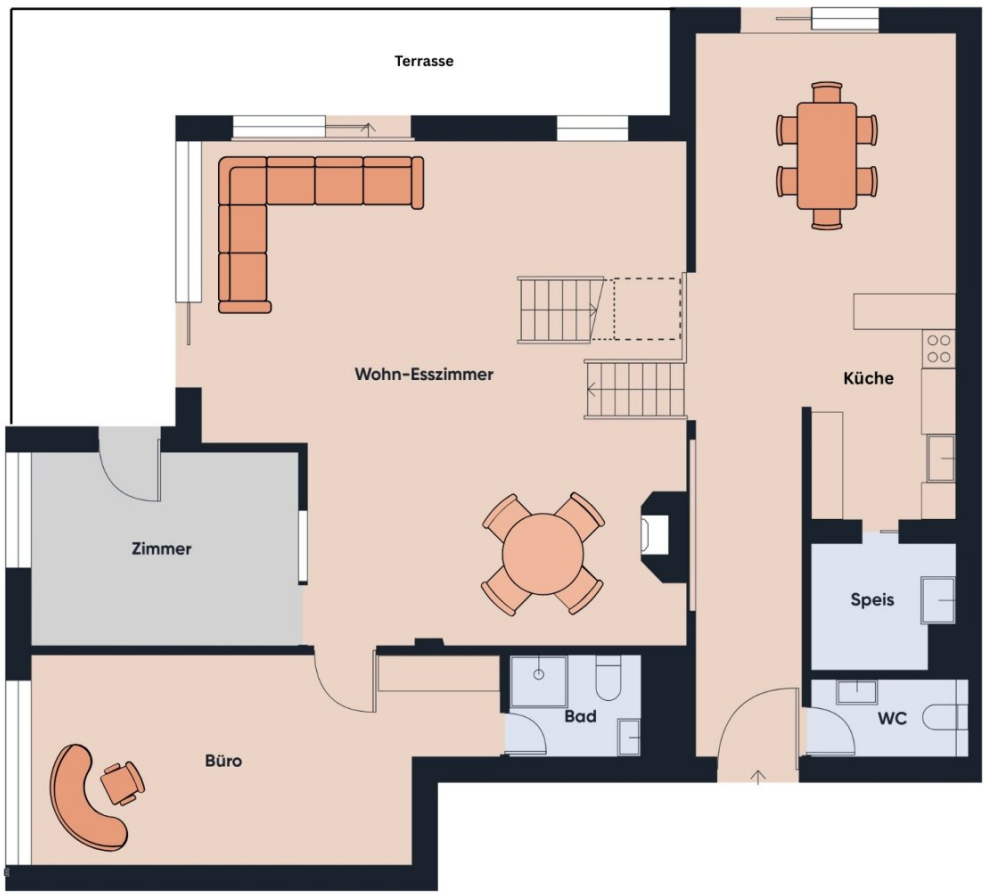 Terrasse
Wohn-Esszimmer
Küche
Zimmer
Speis
Bad
WC
Büro